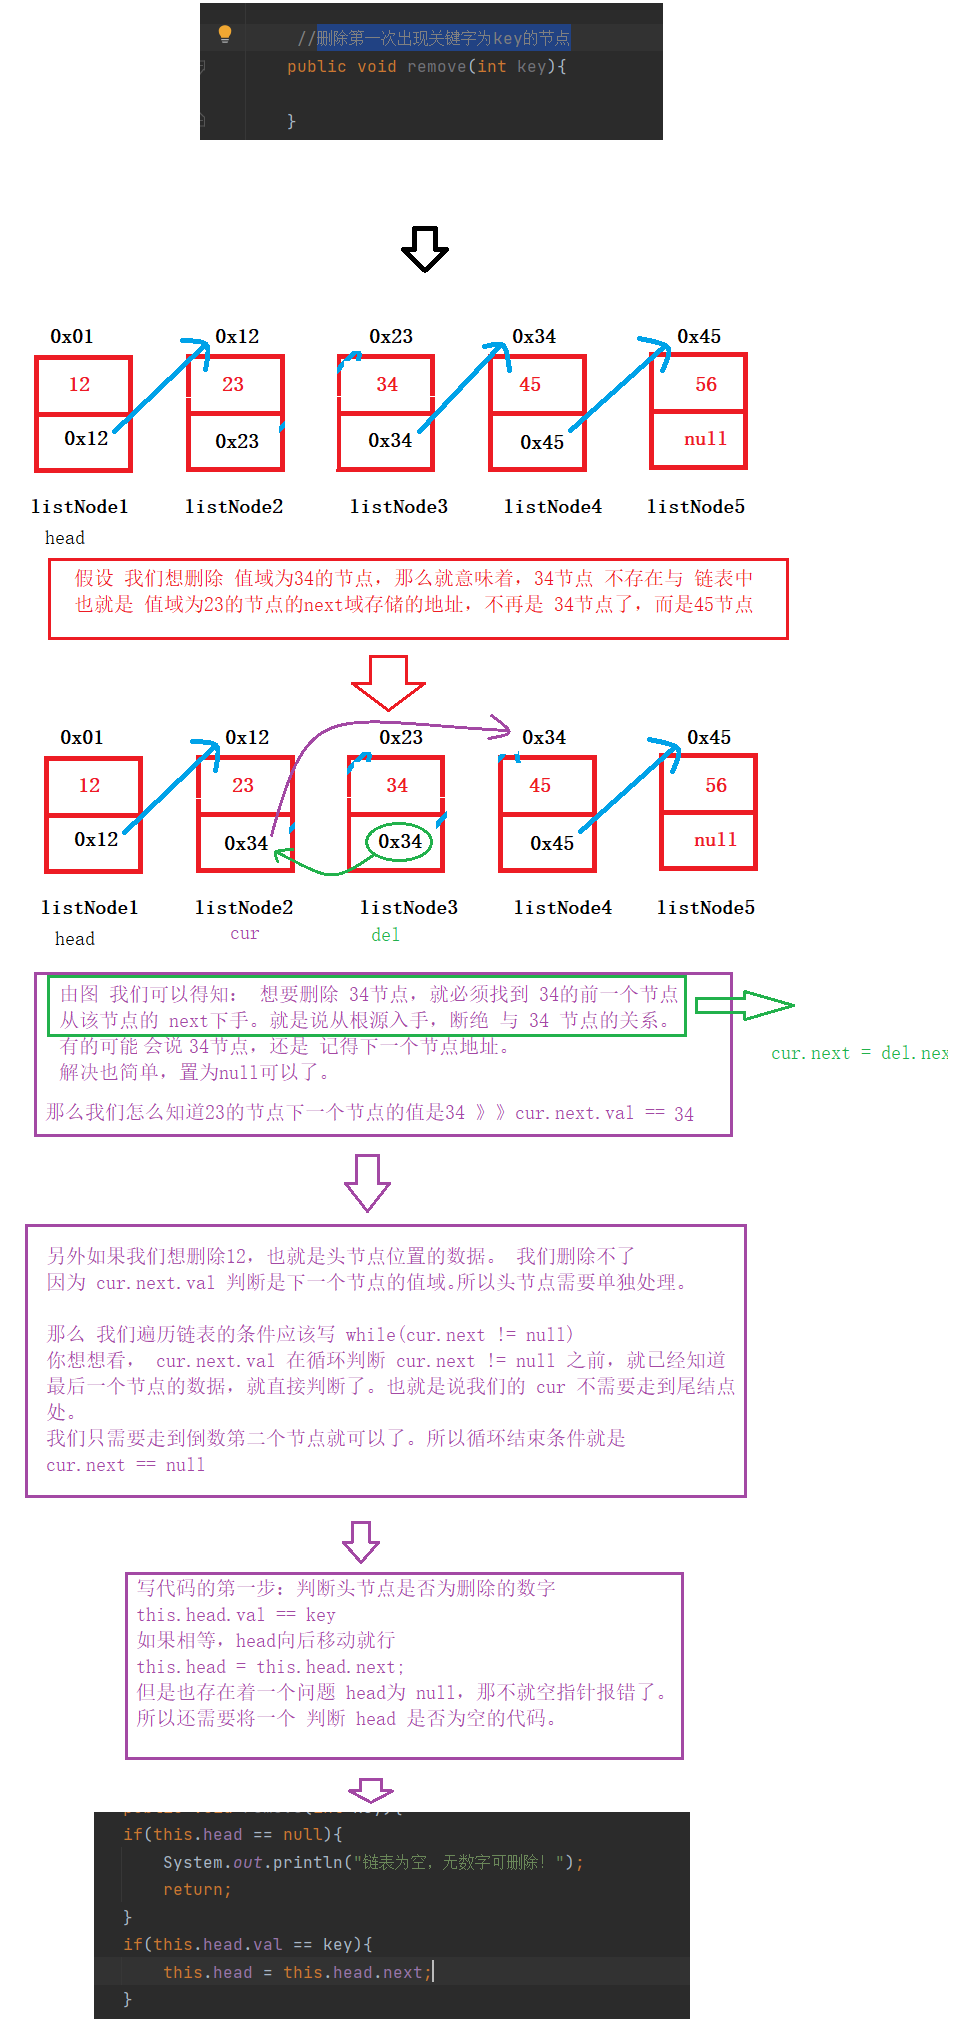 //删除第一次出现关键字为key的节点
public void remove(int key){
}
0x01 0x12 0x23 0x34 0x45
12 23 34 45 56
0x12 0x23 0x34 0x45 null
listNode1 listNode2 listNode3 listNode4 listNode5
head
假设 我们想删除 值域为34的节点，那么就意味着，34节点 不存在与 链表中
也就是 值域为23的节点的next域存储的地址，不再是 34节点了，而是45节点
0x01 0x12 0x23 0x34 0x45
12 23 34 45 56
0x12 0x34 0x34 0x45 null
listNode1 listNode2 listNode3 listNode4 listNode5
head cur del
由图 我们可以得知： 想要删除 34节点，就必须找到 34的前一个节点
从该节点的 next下手。就是说从根源入手，断绝 与 34 节点的关系。
有的可能 会说 34节点，还是 记得下一个节点地址。
解决也简单，置为null可以了。
cur.next = del.nex
那么我们怎么知道23的节点下一个节点的值是34 》》cur.next.val == 34
另外如果我们想删除12，也就是头节点位置的数据。 我们删除不了
因为 cur.next.val 判断是下一个节点的值域。所以头节点需要单独处理。
那么 我们遍历链表的条件应该写 while(cur.next != null)
你想想看， cur.next.val 在循环判断 cur.next != null 之前，就已经知道
最后一个节点的数据，就直接判断了。也就是说我们的 cur 不需要走到尾结点
处。
我们只需要走到倒数第二个节点就可以了。所以循环结束条件就是
cur.next == null
写代码的第一步：判断头节点是否为删除的数字
this.head.val == key
如果相等，head向后移动就行
this.head = this.head.next;
但是也存在着一个问题 head为 null，那不就空指针报错了。
所以还需要将一个 判断 head 是否为空的代码。
public void remove(int key){
if(this.head == null){
System.out.println("链表为空，无数字可删除！");
return;
}
if(this.head.val == key){
this.head = this.head.next;
}